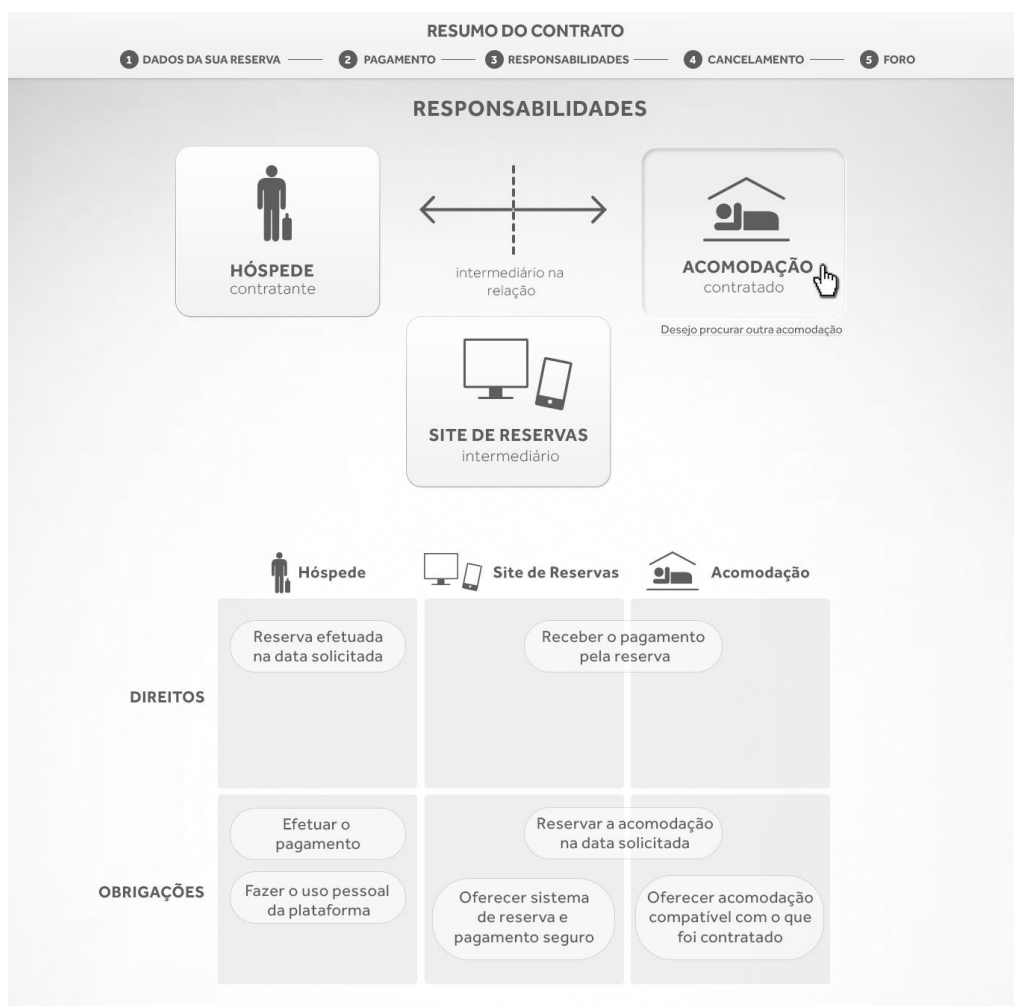 RESUMO DO CONTRATO
1 DADOS DA SUA RESERVA 2 PAGAMENTO 3 RESPONSABILIDADES 4 CANCELAMENTO 5 FORO
RESPONSABILIDADES
HÓSPEDE
contratante
intermediário na
relação
ACOMODAÇÃO
contratado
Desejo procurar outra acomodação
SITE DE RESERVAS
intermediário
Hóspede Site de Reservas Acomodação
DIREITOS
Reserva efetuada
na data solicitada
Receber o pagamento
pela reserva
OBRIGAÇÕES
Efetuar o
pagamento
Fazer o uso pessoal
da plataforma
Reservar a acomodação
na data solicitada
Oferecer sistema
de reserva e
pagamento seguro
Oferecer acomodação
compatível com o que
foi contratado